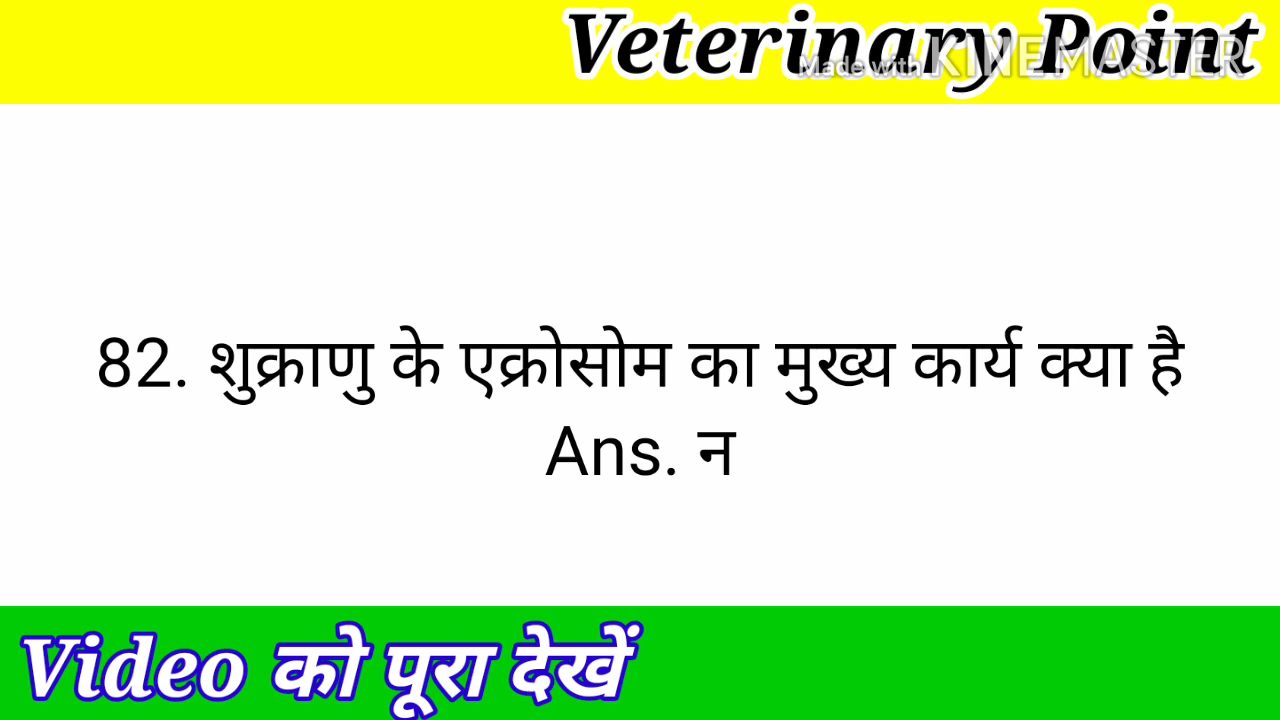 Veterinary Point
Made with KINEMASTER
82. शुक्राणु के एक्रोसोम का मुख्य कार्य क्या है
Ans. न
Video को पूरा देखें